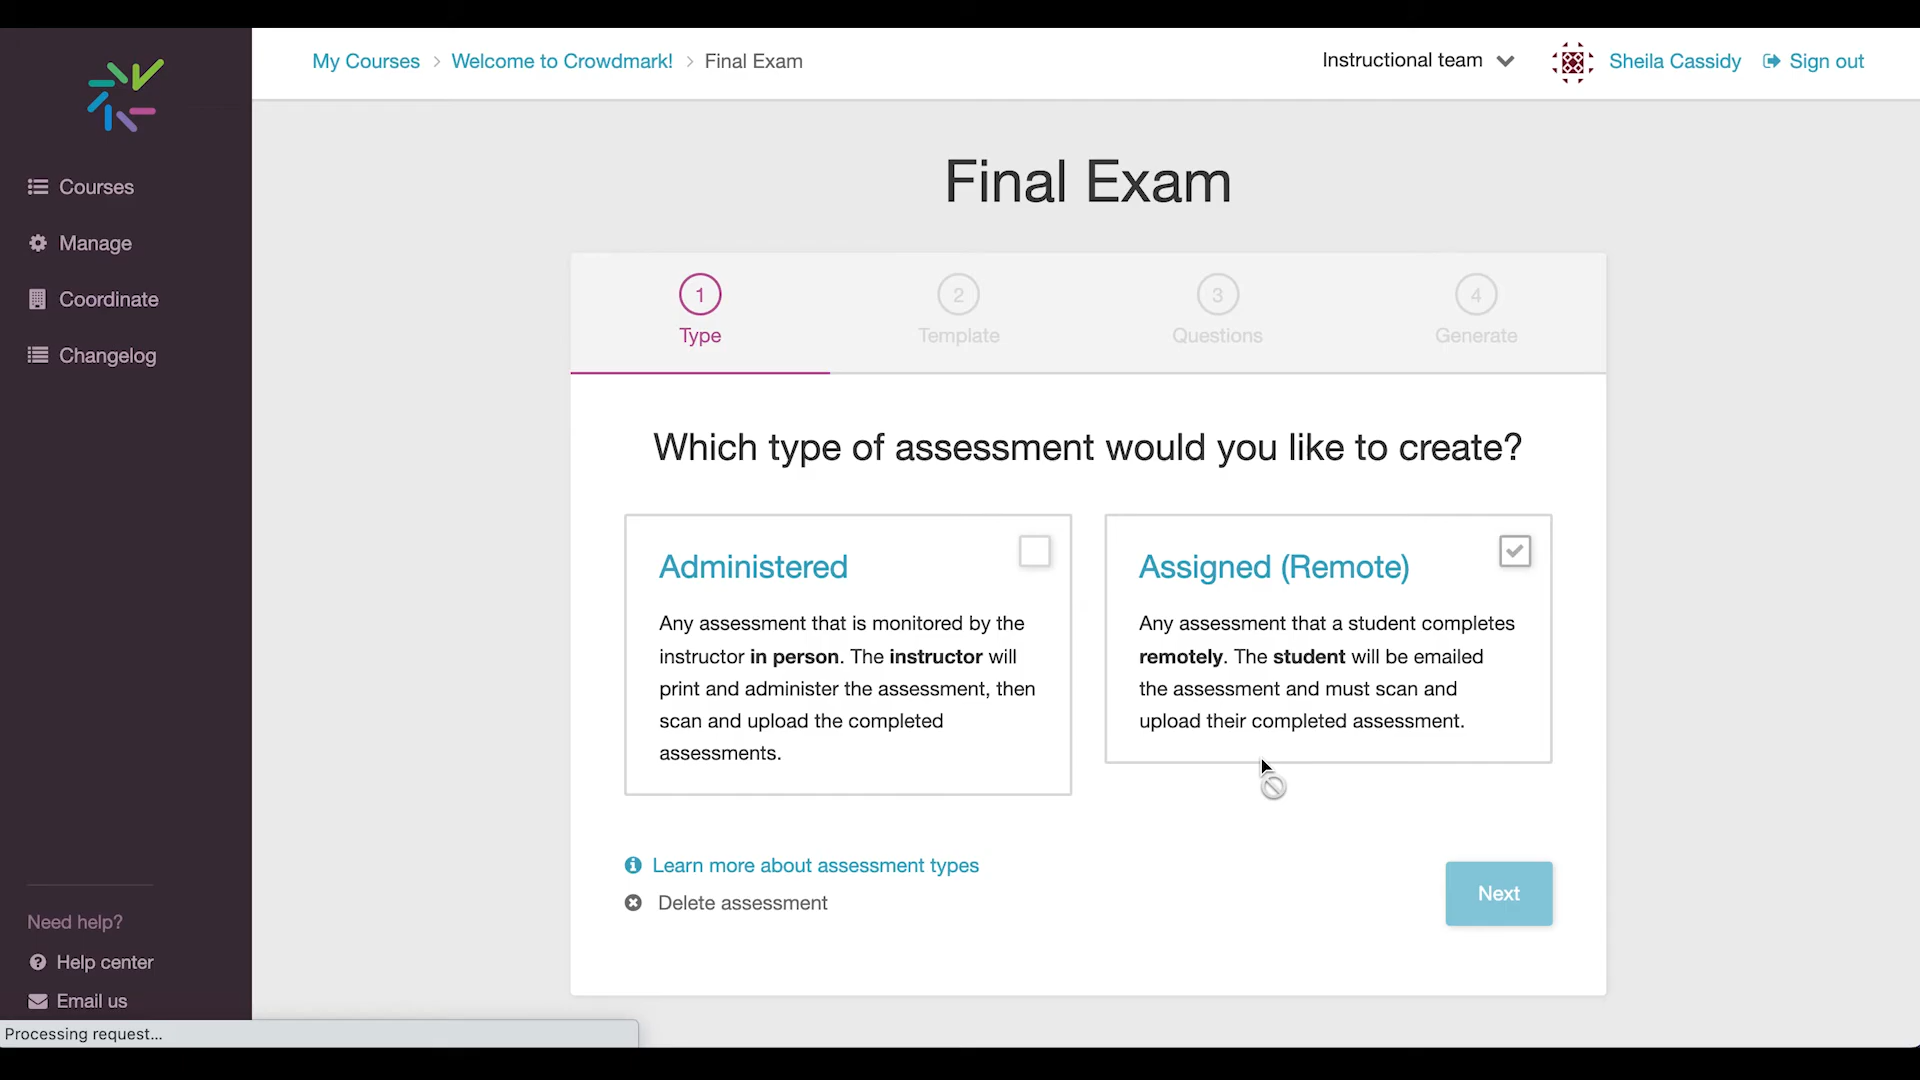 My Courses > Welcome to Crowdmark! > Final Exam
Instructional team
Sheila Cassidy
Sign out
Courses
Manage
Coordinate
Changelog
Need help?
Help center
Email us
Final Exam
1
Type
2
Template
3
Questions
4
Generate
Which type of assessment would you like to create?
Administered
Any assessment that is monitored by the
instructor in person. The instructor will
print and administer the assessment, then
scan and upload the completed
assessments.
Assigned (Remote)
Any assessment that a student completes
remotely. The student will be emailed
the assessment and must scan and
upload their completed assessment.
Learn more about assessment types
Delete assessment
Next
Processing request...